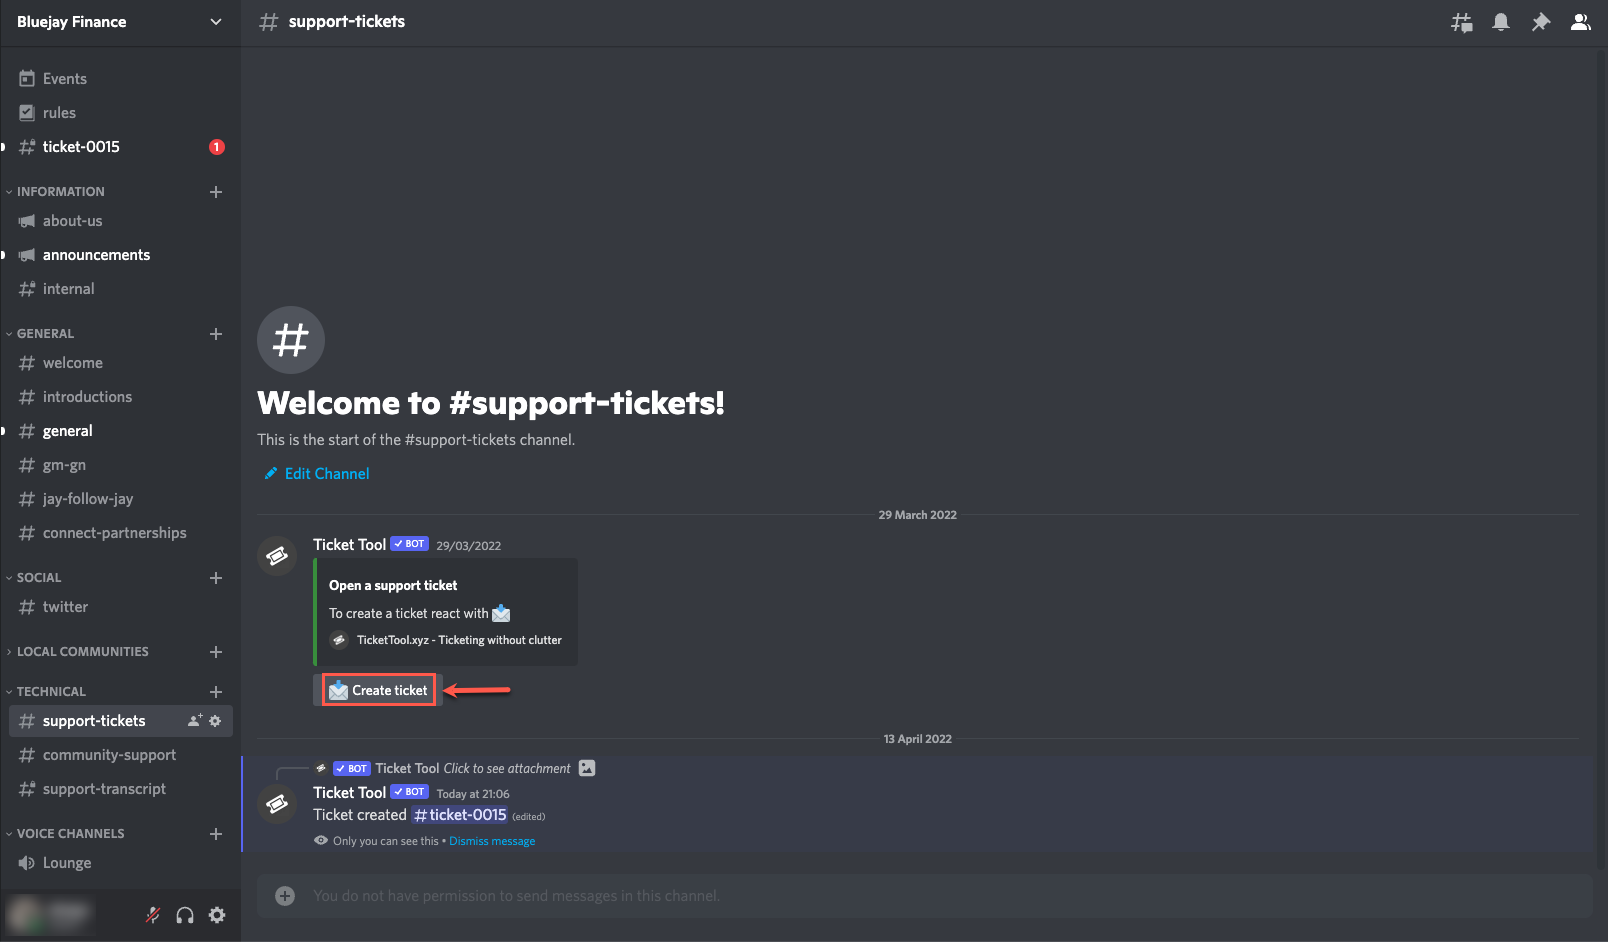 Bluejay Finance
Events
rules
ticket-0015 1
INFORMATION
about-us
announcements
internal
GENERAL
welcome
introductions
general
gm-gn
jay-follow-jay
connect-partnerships
SOCIAL
twitter
LOCAL COMMUNITIES
TECHNICAL
support-tickets
community-support
support-transcript
VOICE CHANNELS
Lounge
# support-tickets
#
Welcome to #support-tickets!
This is the start of the #support-tickets channel.
Edit Channel
29 March 2022
Ticket Tool ✓ BOT 29/03/2022
Open a support ticket
To create a ticket react with 📩
TicketTool.xyz - Ticketing without clutter
📩 Create ticket
13 April 2022
✓ BOT Ticket Tool Click to see attachment
Ticket Tool ✓ BOT Today at 21:06
Ticket created #ticket-0015 (edited)
Only you can see this • Dismiss message
You do not have permission to send messages in this channel.